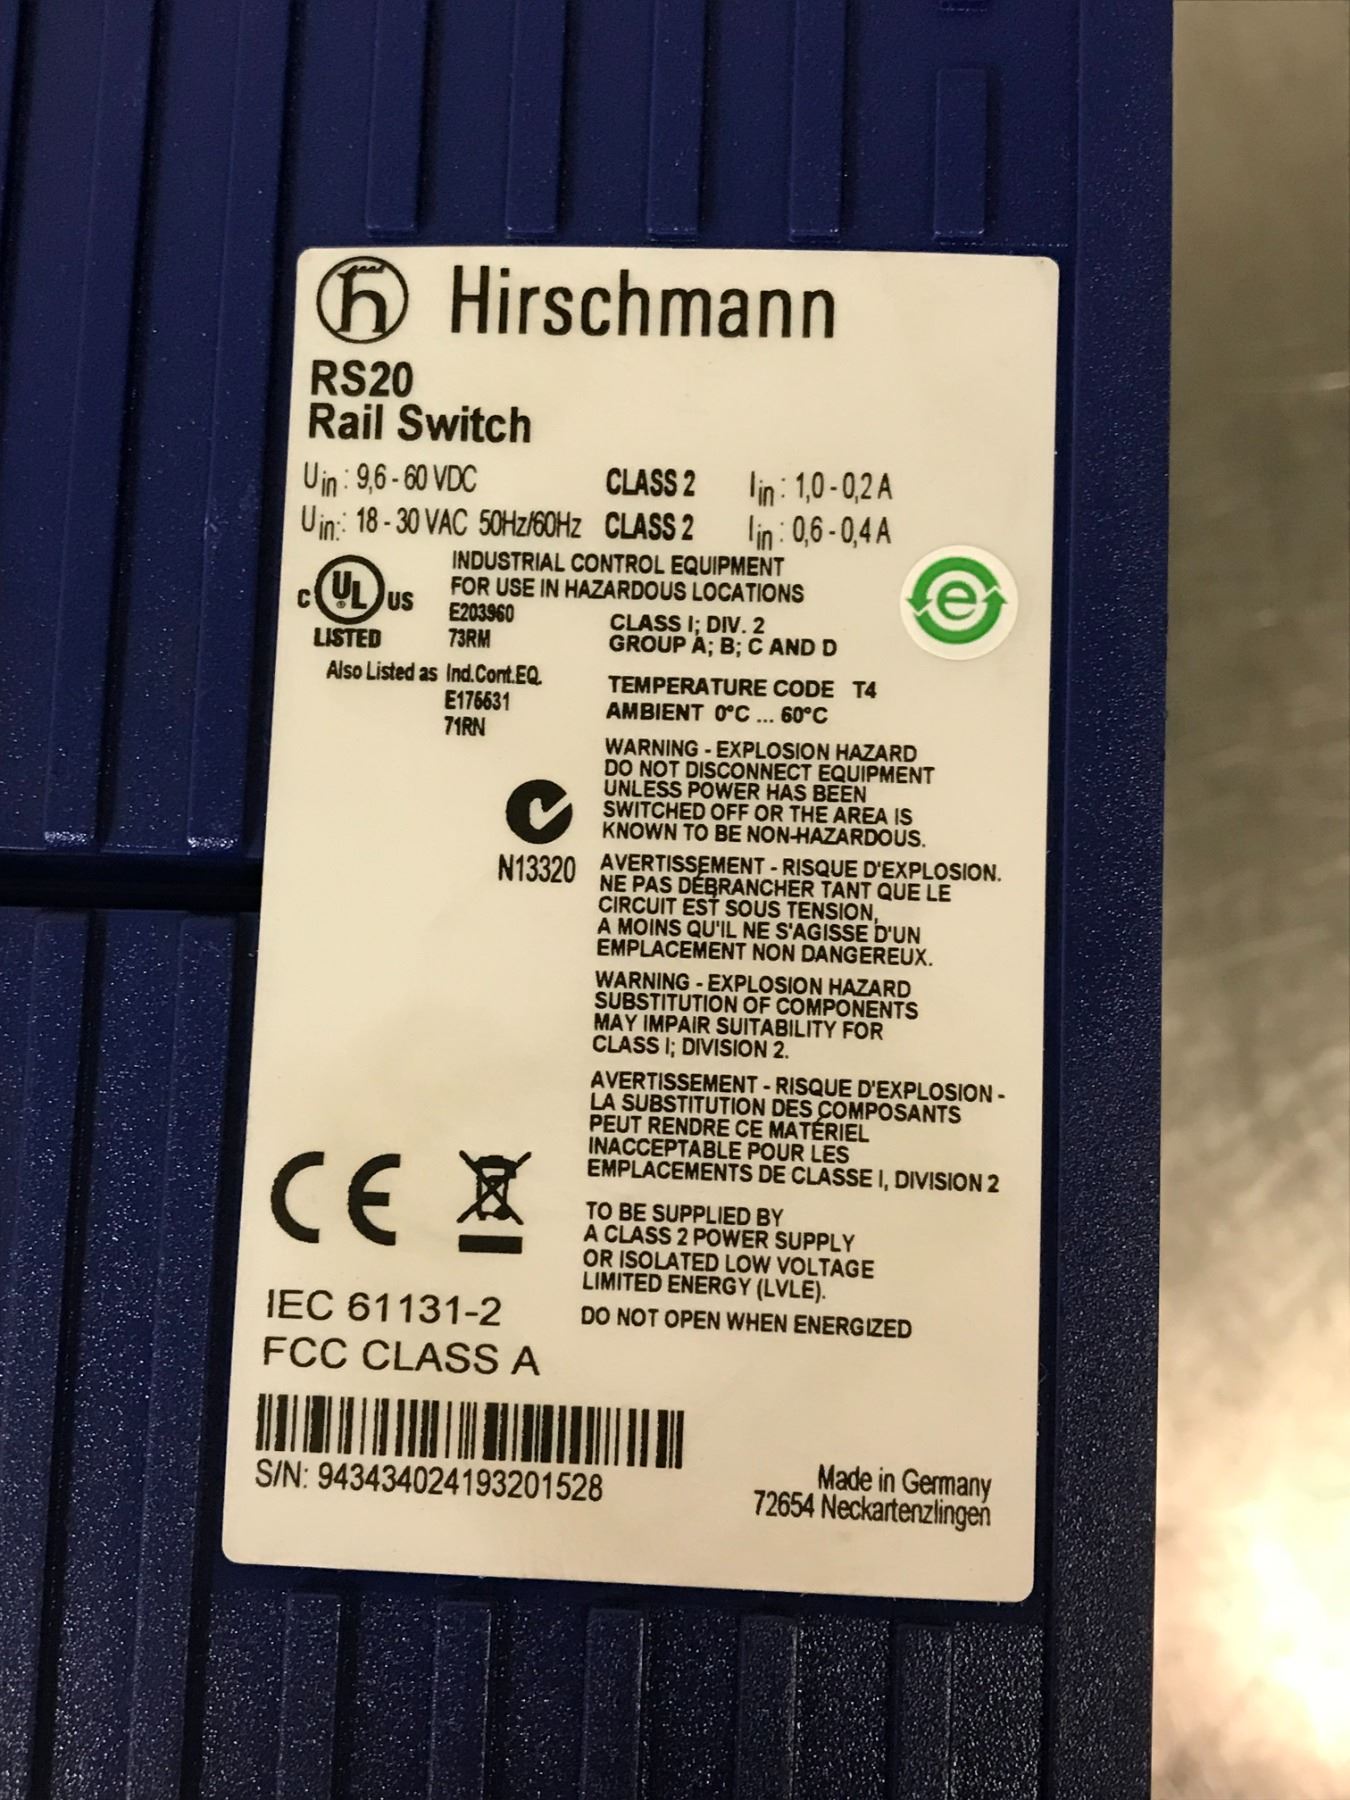 Hirschmann
RS20
Rail Switch
Uin : 9,6 - 60 VDC CLASS 2 Iin : 1,0 - 0,2 A
Uin: : 18 - 30 VAC 50Hz/60Hz CLASS 2 Iin : 0,6 - 0,4 A
INDUSTRIAL CONTROL EQUIPMENT
FOR USE IN HAZARDOUS LOCATIONS
C UL ® US
LISTED
E203960
73RM
CLASS I; DIV. 2
GROUP A; B; C AND D
e
Also Listed as Ind.Cont.EQ.
E175531
71RN
TEMPERATURE CODE T4
AMBIENT 0°C ... 60°C
WARNING - EXPLOSION HAZARD
DO NOT DISCONNECT EQUIPMENT
UNLESS POWER HAS BEEN
SWITCHED OFF OR THE AREA IS
KNOWN TO BE NON-HAZARDOUS.
N13320
AVERTISSEMENT - RISQUE D'EXPLOSION.
NE PAS DÉBRANCHER TANT QUE LE
CIRCUIT EST SOUS TENSION,
A MOINS QU'IL NE S'AGISSE D'UN
EMPLACEMENT NON DANGEREUX.
WARNING - EXPLOSION HAZARD
SUBSTITUTION OF COMPONENTS
MAY IMPAIR SUITABILITY FOR
CLASS I; DIVISION 2.
AVERTISSEMENT - RISQUE D'EXPLOSION -
LA SUBSTITUTION DES COMPOSANTS
PEUT RENDRE CE MATÉRIEL
INACCEPTABLE POUR LES
EMPLACEMENTS DE CLASSE I, DIVISION 2
CE
TO BE SUPPLIED BY
A CLASS 2 POWER SUPPLY
OR ISOLATED LOW VOLTAGE
LIMITED ENERGY (LVLE).
DO NOT OPEN WHEN ENERGIZED
IEC 61131-2
FCC CLASS A
S/N: 943434024193201528
Made in Germany
72654 Neckartenzlingen